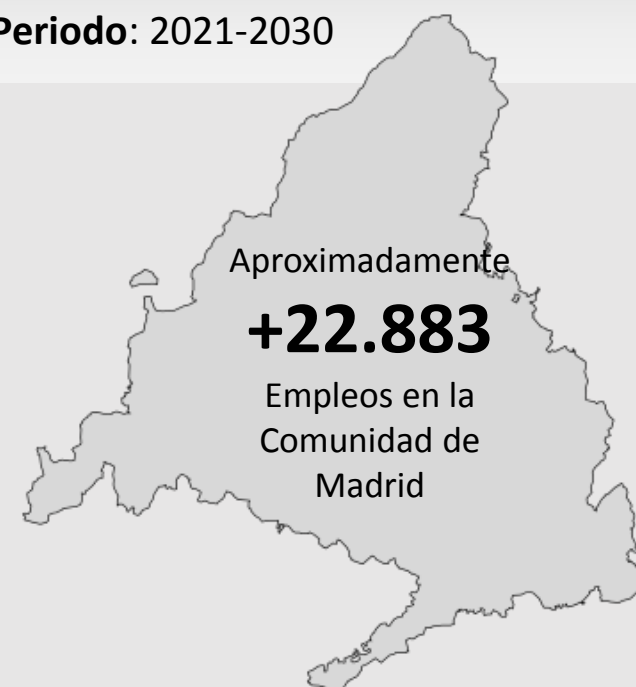 Periodo: 2021-2030
Aproximadamente
+22.883
Empleos en la
Comunidad de
Madrid